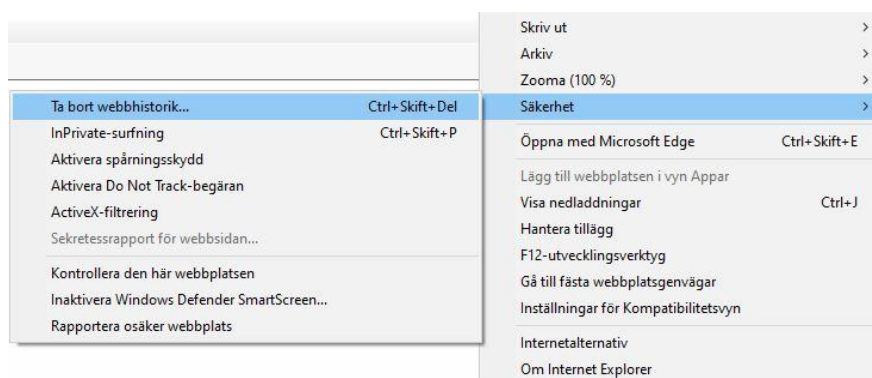 Skriv ut
Arkiv
Zooma (100 %)
Säkerhet
Ta bort webbhistorik... Ctrl+Skift+Del
InPrivate-surfning Ctrl+Skift+P
Aktivera spårningsskydd
Aktivera Do Not Track-begäran
ActiveX-filtrering
Sekretessrapport för webbsidan...
Kontrollera den här webbplatsen
Inaktivera Windows Defender SmartScreen...
Rapportera osäker webbplats
Öppna med Microsoft Edge Ctrl+Skift+E
Lägg till webbplatsen i vyn Appar
Visa nedladdningar Ctrl+J
Hantera tillägg
F12-utvecklingsverktyg
Gå till fästa webbplatsgenvägar
Inställningar för Kompatibilitetsvyn
Internetalternativ
Om Internet Explorer